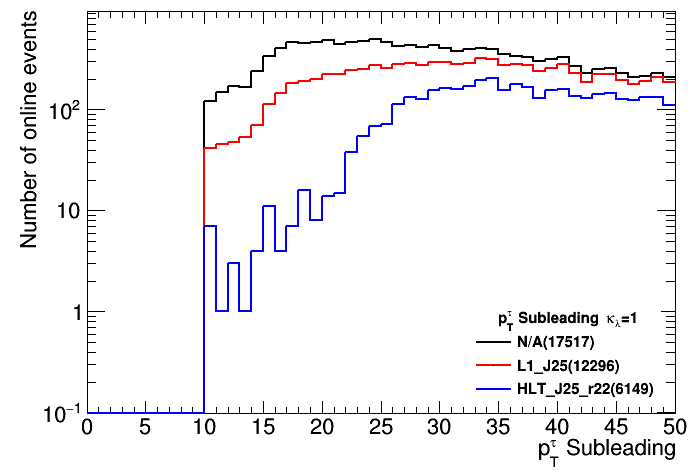 Number of online events
10²
10
1
10⁻¹
p_T^τ Subleading κ_λ=1
N/A(17517)
L1_J25(12296)
HLT_J25_r22(6149)
0 5 10 15 20 25 30 35 40 45 50
p_T^τ Subleading